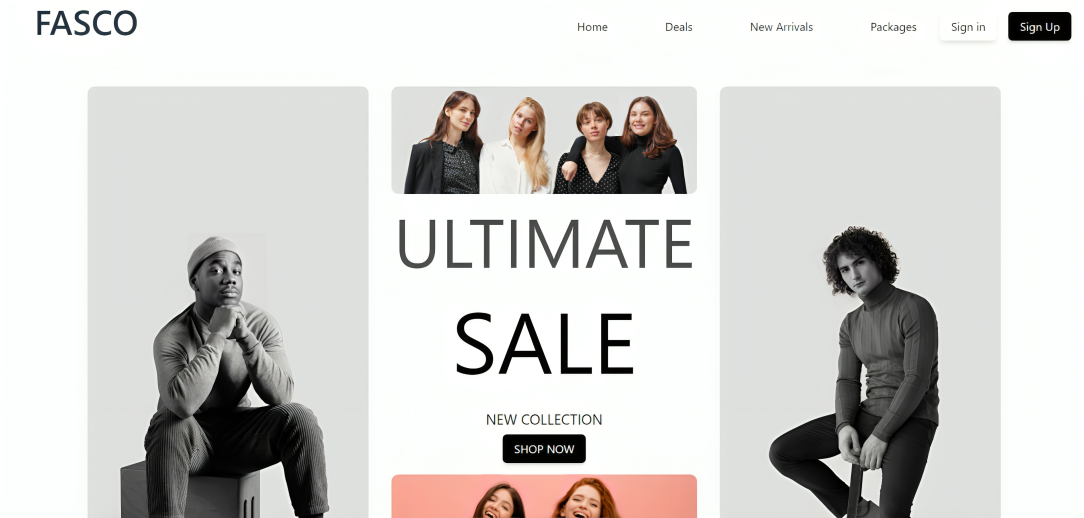 FASCO
Home Deals New Arrivals Packages Sign in Sign Up
ULTIMATE
SALE
NEW COLLECTION
SHOP NOW